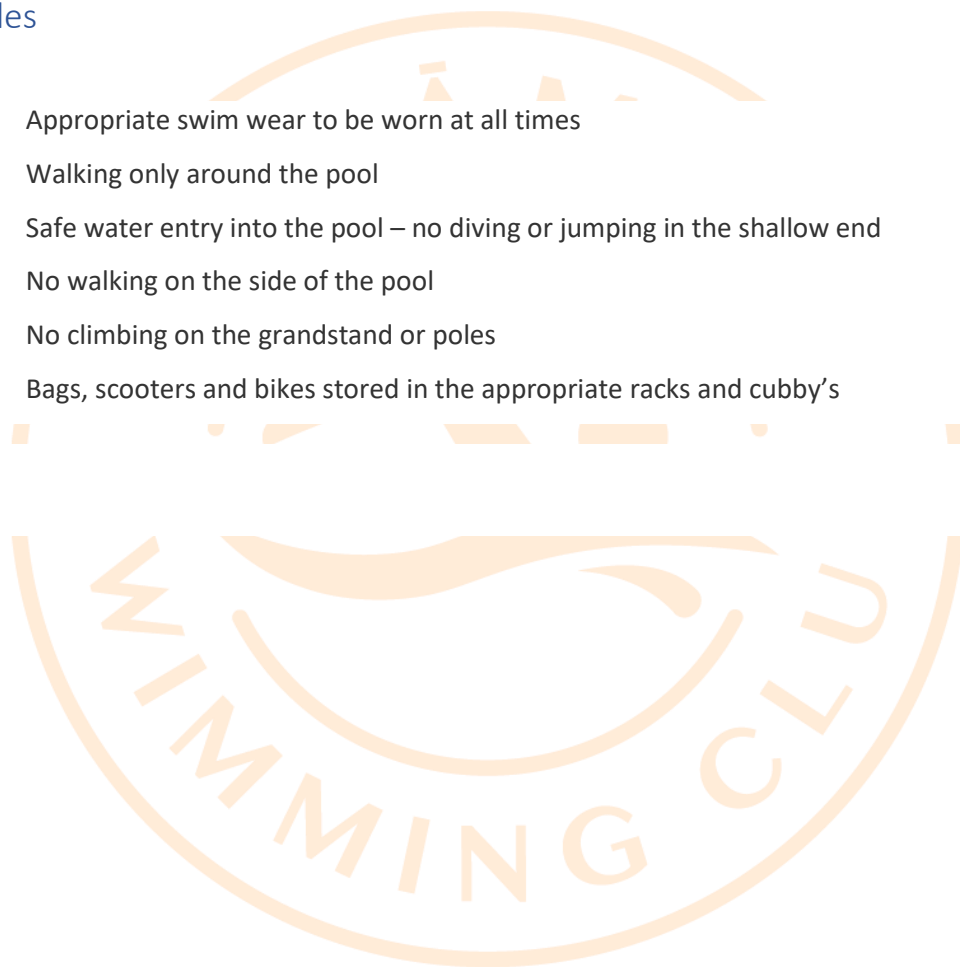 les
Appropriate swim wear to be worn at all times
Walking only around the pool
Safe water entry into the pool – no diving or jumping in the shallow end
No walking on the side of the pool
No climbing on the grandstand or poles
Bags, scooters and bikes stored in the appropriate racks and cubby’s
WIMMING CLU